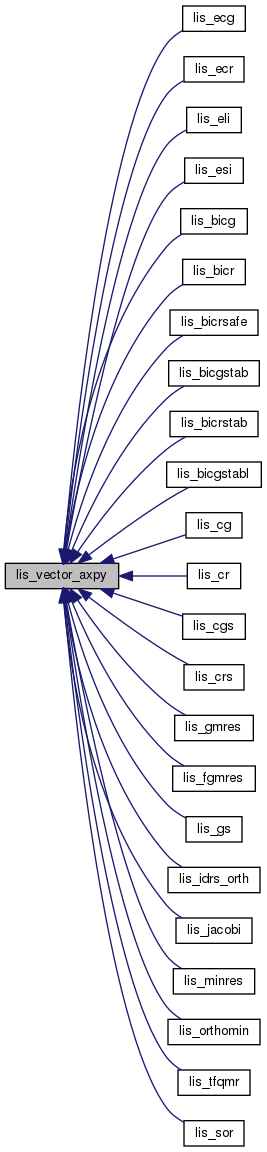 lis_ecg
lis_ecr
lis_eli
lis_esi
lis_bicg
lis_bicr
lis_bicrsafe
lis_bicgstab
lis_bicrstab
lis_bicgstabl
lis_cg
lis_vector_axpy
lis_cr
lis_cgs
lis_crs
lis_gmres
lis_fgmres
lis_gs
lis_idrs_orth
lis_jacobi
lis_minres
lis_orthomin
lis_tfqmr
lis_sor